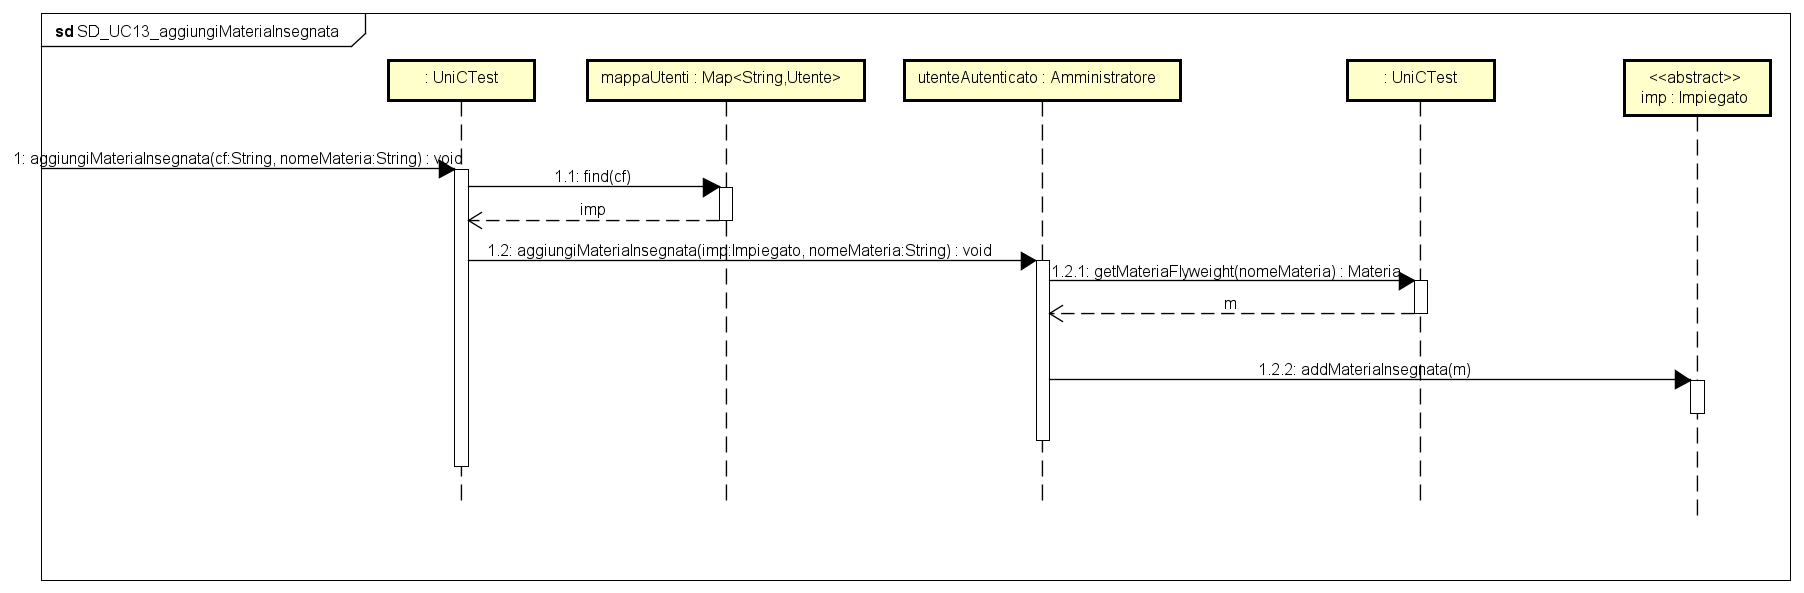 sd SD_UC13_aggiungiMateriaInsegnata
: UniCTest
mappaUtenti : Map<String,Utente>
utenteAutenticato : Amministratore
: UniCTest
<<abstract>>
imp : Impiegato
1: aggiungiMateriaInsegnata(cf:String, nomeMateria:String) : void
1.1: find(cf)
imp
1.2: aggiungiMateriaInsegnata(imp:Impiegato, nomeMateria:String) : void
1.2.1: getMateriaFlyweight(nomeMateria) : Materia
m
1.2.2: addMateriaInsegnata(m)